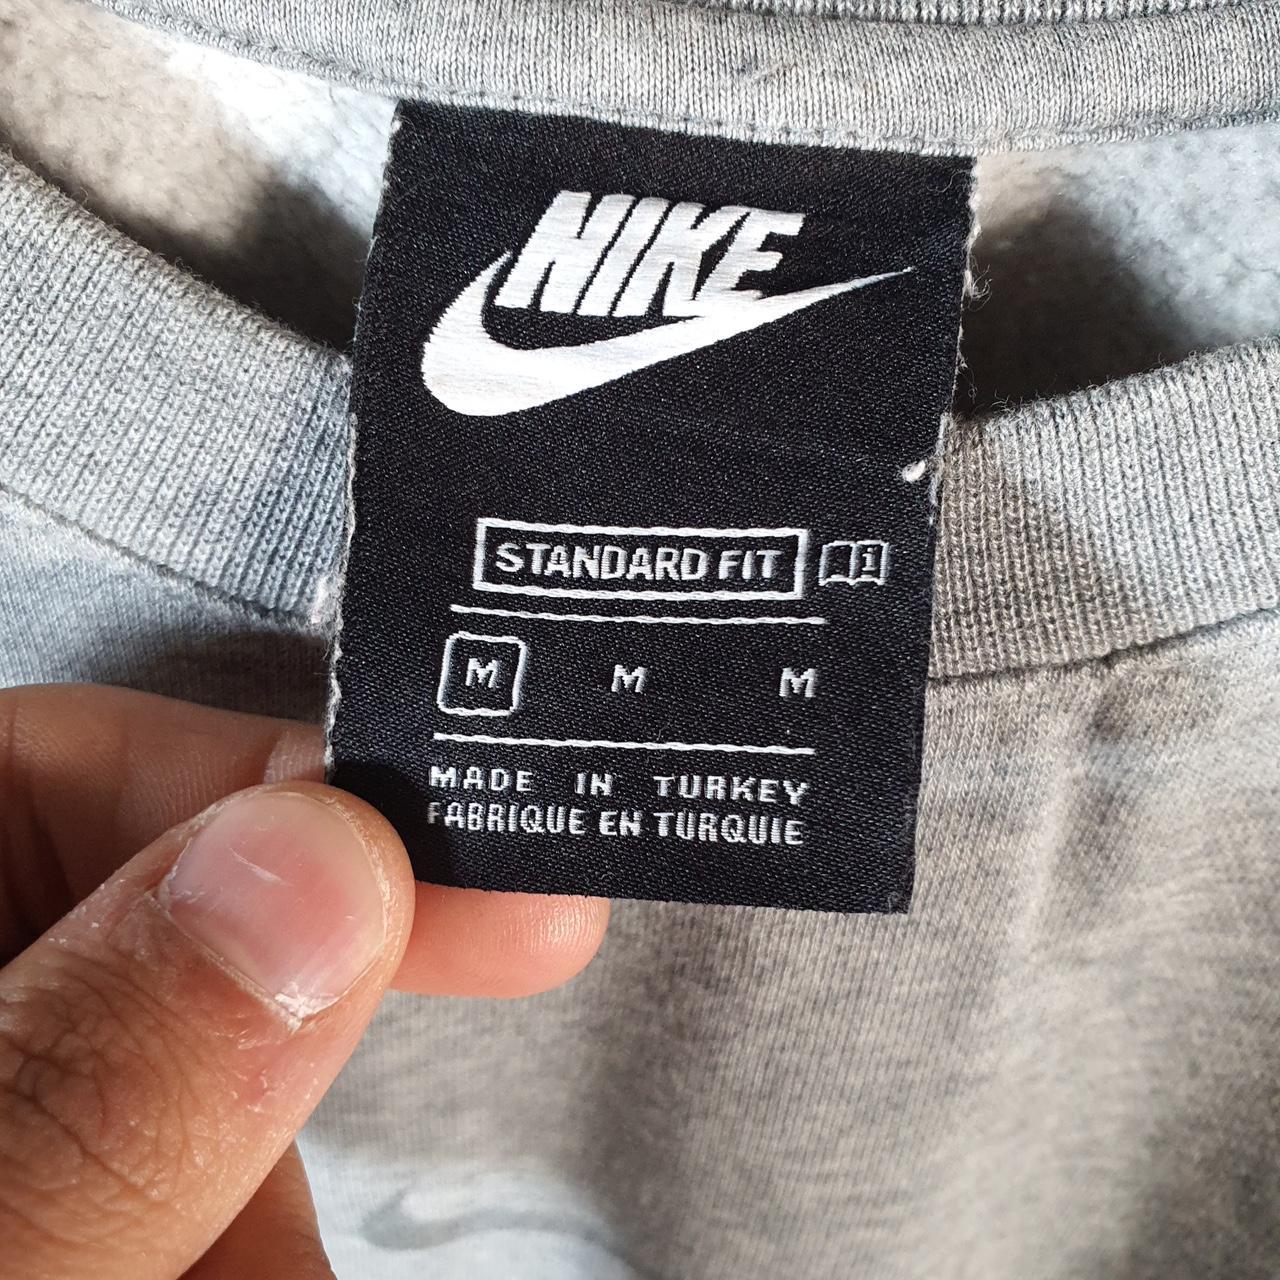 NIKE
STANDARD FIT i
M M M
MADE IN TURKEY
FABRIQUE EN TURQUIE